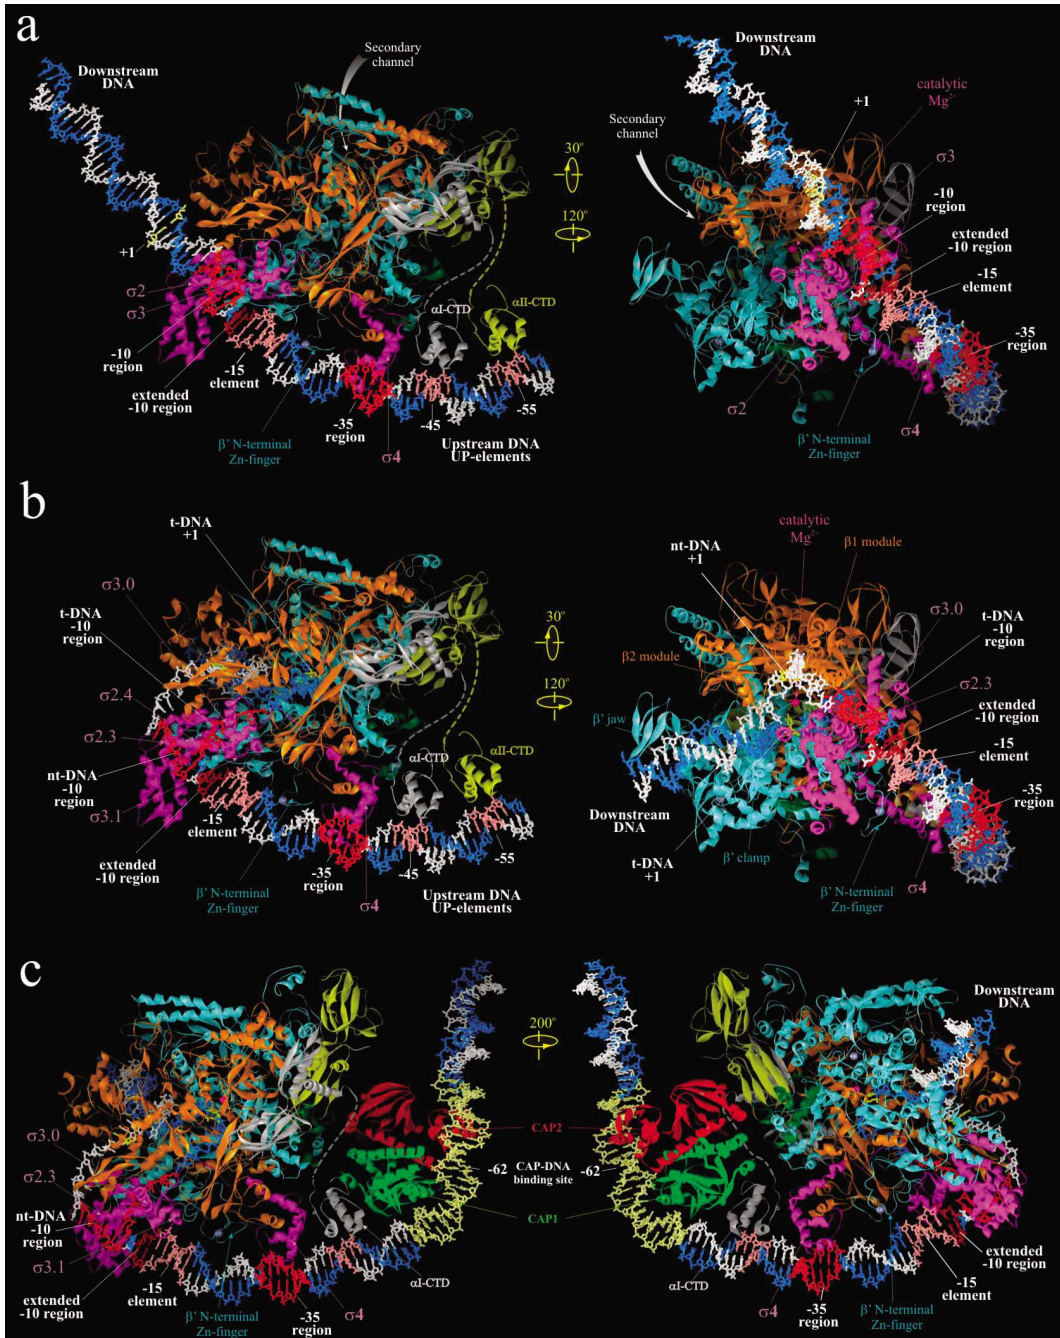 a
Downstream
DNA
Secondary
channel
+1
σ2
σ3
-10
region
extended
-10 region
-15
element
β' N-terminal
Zn-finger
-35
region
σ4
αI-CTD
αII-CTD
-45
-55
Upstream DNA
UP-elements
30°
120°
Downstream
DNA
+1
catalytic
Mg2+
Secondary
channel
σ3
-10
region
extended
-10 region
-15
element
-35
region
σ2
β' N-terminal
Zn-finger
σ4
b
t-DNA
+1
σ3.0
t-DNA
-10
region
σ2.4
σ2.3
nt-DNA
-10
region
σ3.1
extended
-10 region
-15
element
β' N-terminal
Zn-finger
-35
region
σ4
αI-CTD
αII-CTD
-45
-55
Upstream DNA
UP-elements
30°
120°
catalytic
Mg2+
nt-DNA
+1
β1 module
σ3.0
t-DNA
-10
region
β2 module
σ2.3
β' jaw
extended
-10 region
-15
element
-35
region
Downstream
DNA
t-DNA
+1
β' clamp
β' N-terminal
Zn-finger
σ4
c
σ3.0
σ2.3
nt-DNA
-10
region
σ3.1
extended
-10 region
-15
element
β' N-terminal
Zn-finger
-35
region
σ4
αI-CTD
200°
CAP2
-62
CAP-DNA
binding site
-62
CAP1
Downstream
DNA
αI-CTD
σ4
-35
region
β' N-terminal
Zn-finger
-15
element
extended
-10 region